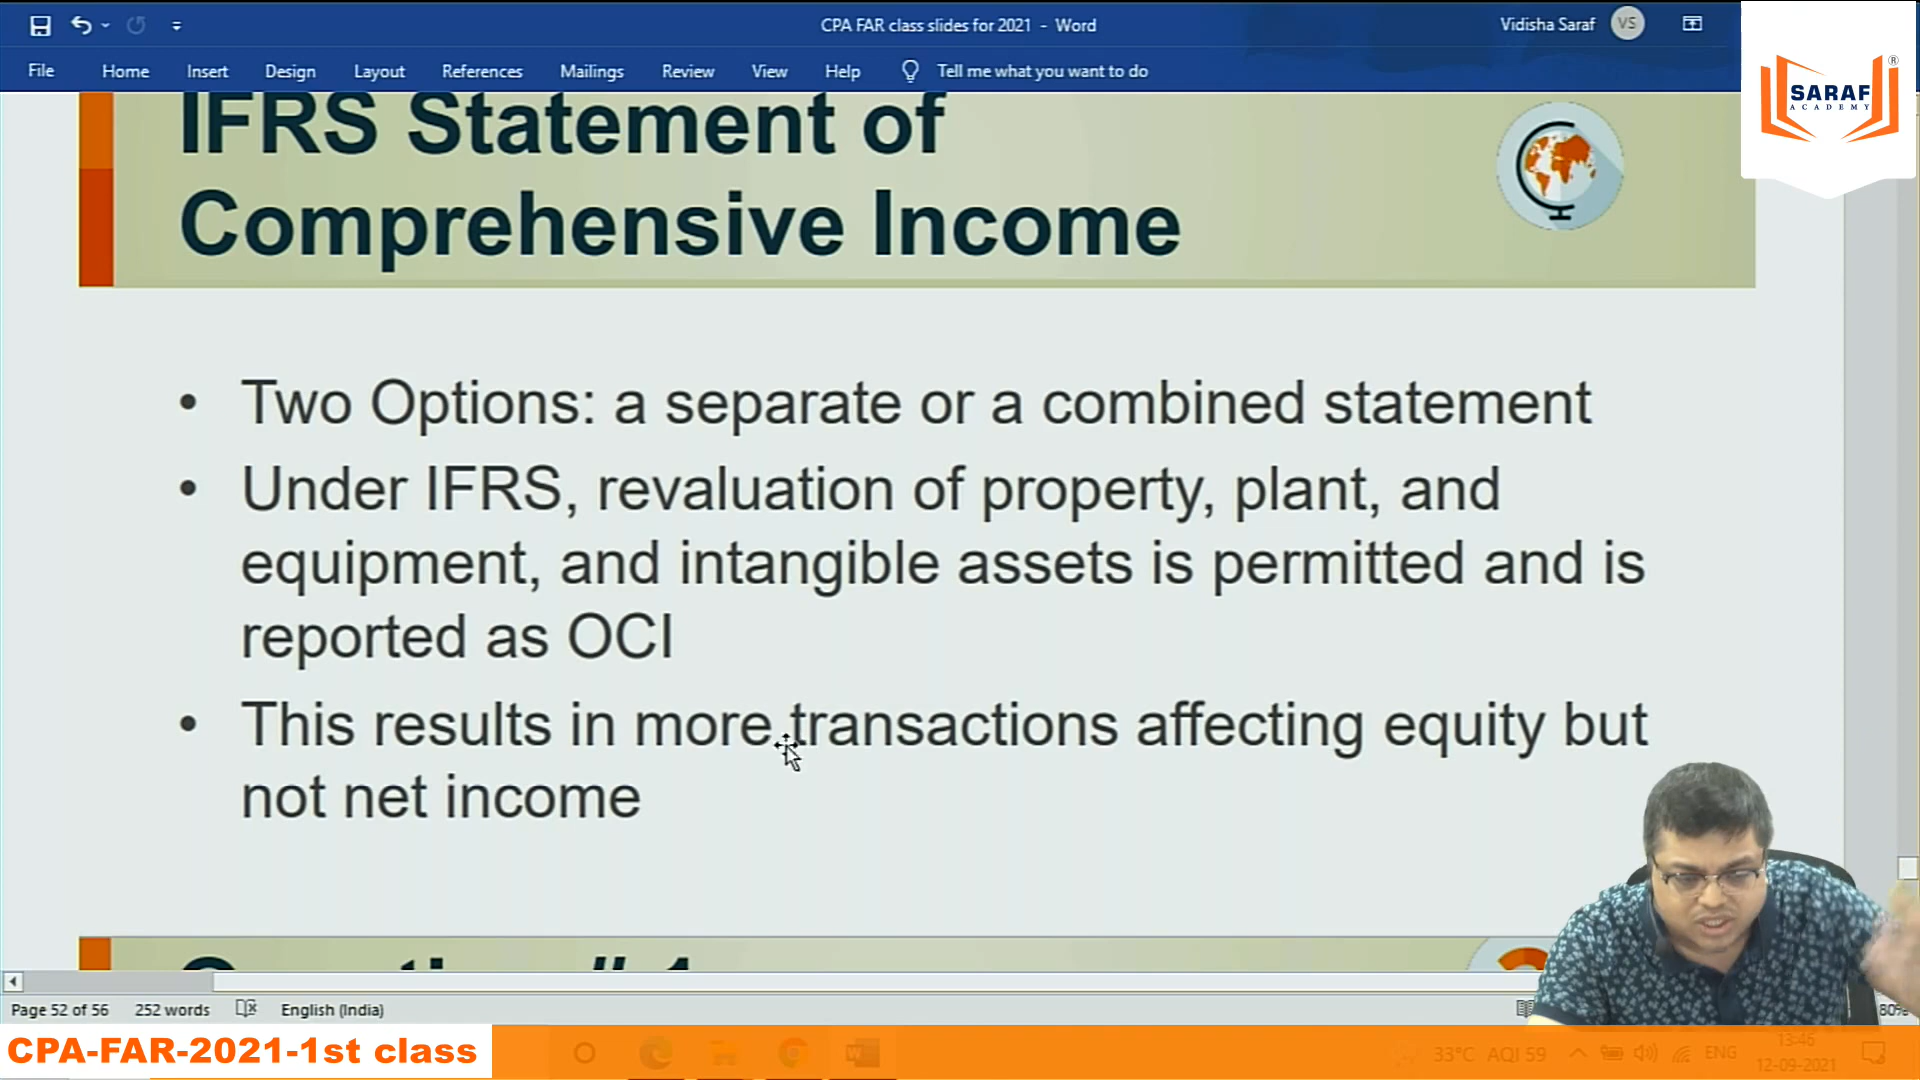 CPA FAR class slides for 2021 - Word
Vidisha Saraf
VS
File Home Insert Design Layout References Mailings Review View Help Tell me what you want to do
SARAF
ACADEMY
®
IFRS Statement of
Comprehensive Income
• Two Options: a separate or a combined statement
• Under IFRS, revaluation of property, plant, and
equipment, and intangible assets is permitted and is
reported as OCI
• This results in more transactions affecting equity but
not net income
Page 52 of 56 252 words English (India)
80%
CPA-FAR-2021-1st class
33°C AQI 59 ENG
13:46
12-09-2021